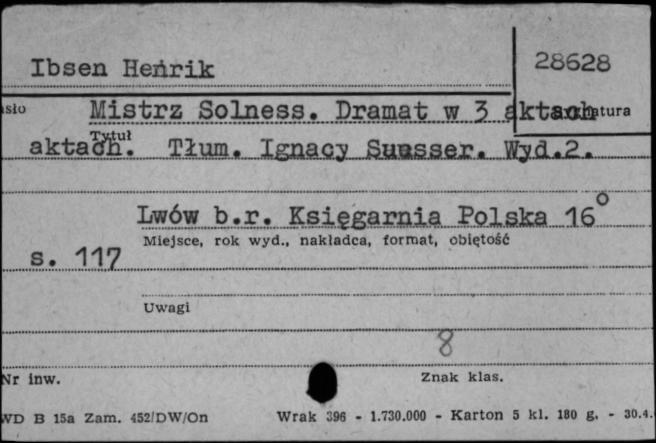 Ibsen Henrik
28628
Mistrz Solness. Dramat w 3 aktach
Tytuł
aktach. Tłum. Ignacy Suesser. Wyd.2.
Lwów b.r. Księgarnia Polska 16°
Miejsce, rok wyd., nakładca, format, objętość
s. 117
Uwagi
8
Nr inw.
Znak klas.
WD B 15a Zam. 452/DW/On Wrak 396 - 1.730.000 - Karton 5 kl. 180 g. - 30.4.